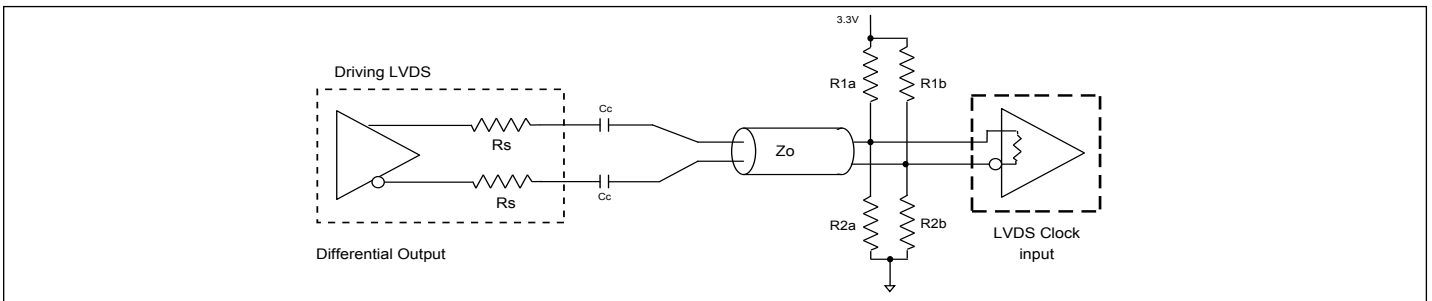 3.3V
Driving LVDS
R1a
R1b
Cc
Rs
Zo
Cc
Rs
R2a
R2b
LVDS Clock
input
Differential Output